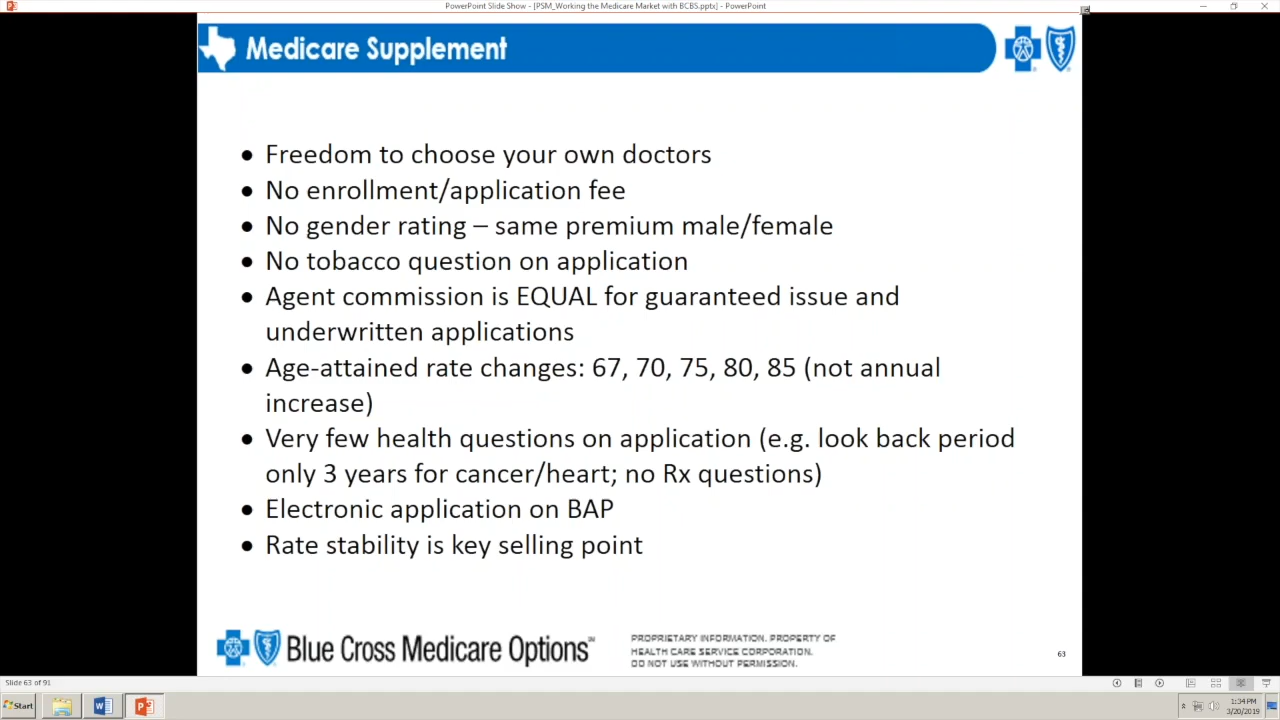 PowerPoint Slide Show - [PSM_Working the Medicare Market with BCBS.pptx] - PowerPoint
Medicare Supplement
● Freedom to choose your own doctors
● No enrollment/application fee
● No gender rating – same premium male/female
● No tobacco question on application
● Agent commission is EQUAL for guaranteed issue and
underwritten applications
● Age-attained rate changes: 67, 70, 75, 80, 85 (not annual
increase)
● Very few health questions on application (e.g. look back period
only 3 years for cancer/heart; no Rx questions)
● Electronic application on BAP
● Rate stability is key selling point
Blue Cross Medicare Options℠
PROPRIETARY INFORMATION. PROPERTY OF
HEALTH CARE SERVICE CORPORATION.
DO NOT USE WITHOUT PERMISSION.
63
Slide 63 of 91
Start
1:34 PM
3/20/2019